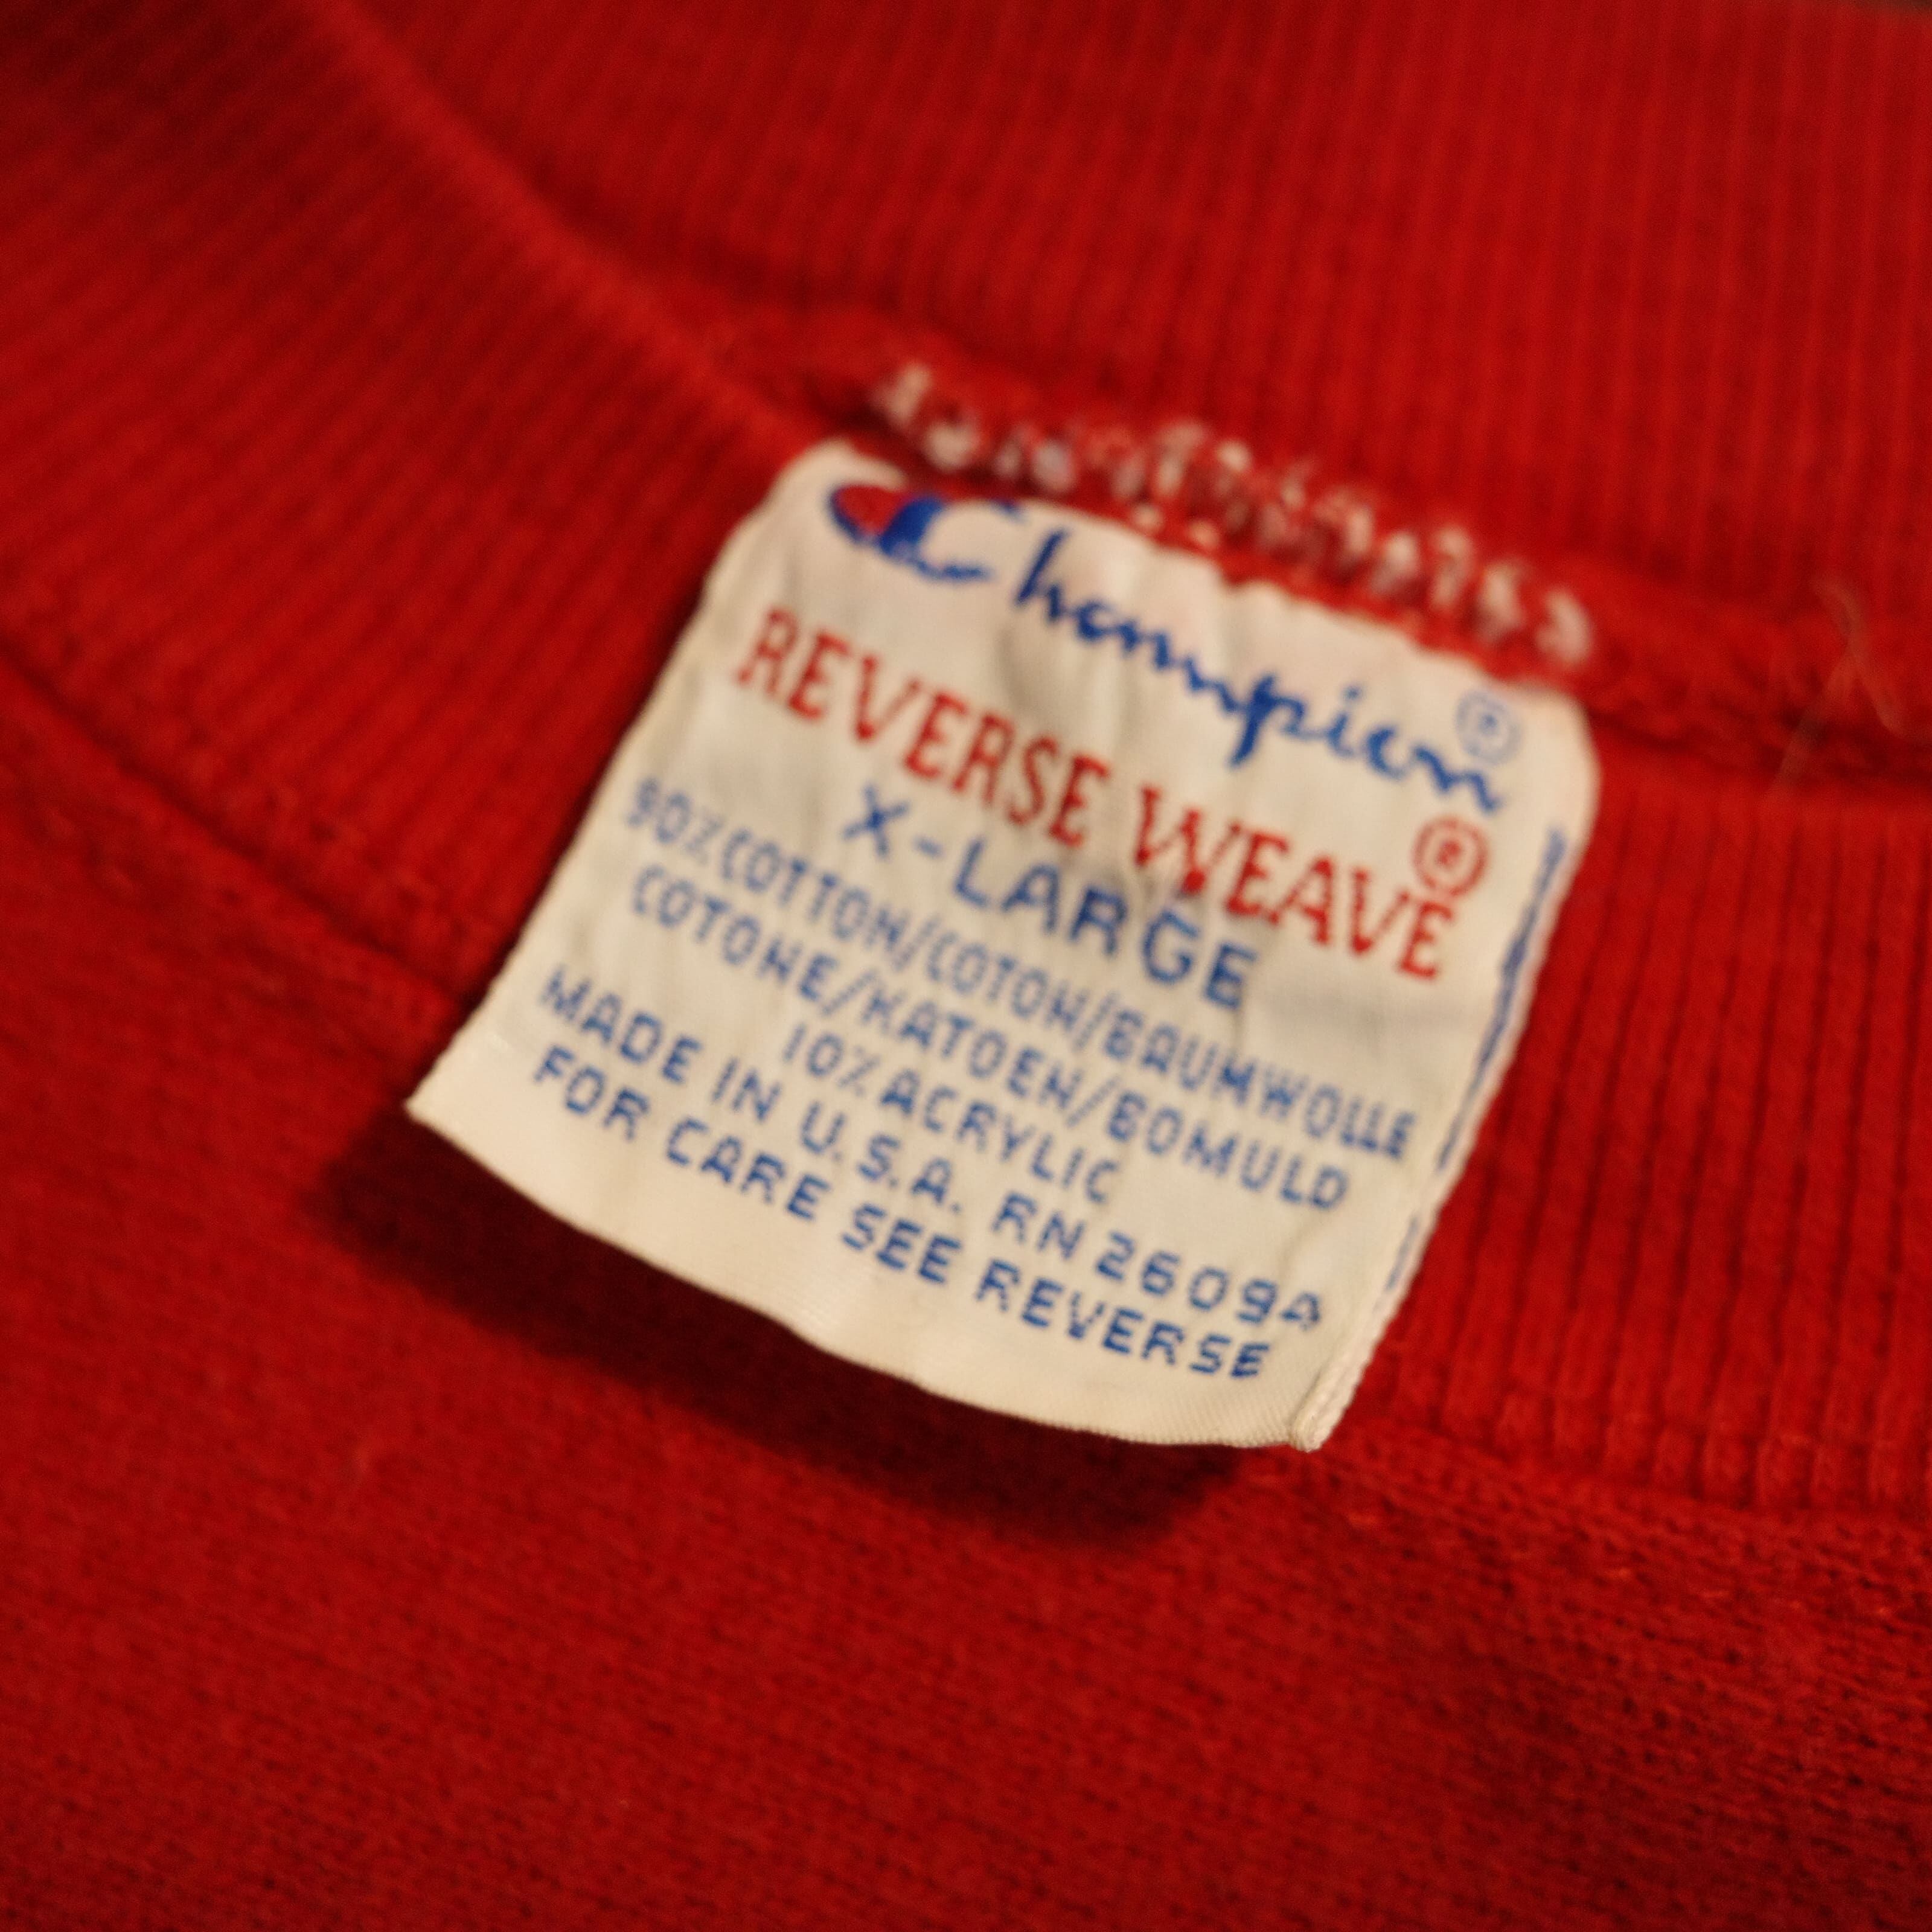 Champion®
REVERSE WEAVE®
X-LARGE
90% COTTON/COTON/BAUMWOLLE
COTONE/KATOEN/BOMULD
10% ACRYLIC
MADE IN U.S.A. RN 26094
FOR CARE SEE REVERSE